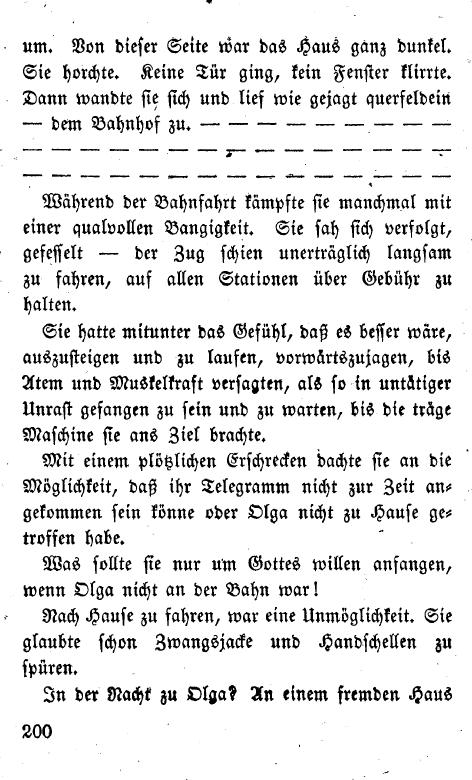 um. Von dieser Seite war das Haus ganz dunkel.
Sie horchte. Keine Tür ging, kein Fenster klirrte.
Dann wandte sie sich und lief wie gejagt querfeldein
— dem Bahnhof zu. — — — — — — — — — —
— — — — — — — — — — — — — — — — —
— — — — — — — — — — — — — — — — —
Während der Bahnfahrt kämpfte sie manchmal mit
einer qualvollen Bangigkeit. Sie sah sich verfolgt,
gefesselt — der Zug schien unerträglich langsam
zu fahren, auf allen Stationen über Gebühr zu
halten.
Sie hatte mitunter das Gefühl, daß es besser wäre,
auszusteigen und zu laufen, vorwärtszujagen, bis
Atem und Muskelkraft versagten, als so in untätiger
Unrast gefangen zu sein und zu warten, bis die träge
Maschine sie ans Ziel brachte.
Mit einem plötzlichen Erschrecken dachte sie an die
Möglichkeit, daß ihr Telegramm nicht zur Zeit an-
gekommen sein könne oder Olga nicht zu Hause ge-
troffen habe.
Was sollte sie nur um Gottes willen anfangen,
wenn Olga nicht an der Bahn war!
Nach Hause zu fahren, war eine Unmöglichkeit. Sie
glaubte schon Zwangsjacke und Handschellen zu
spüren.
In der Nacht zu Olga? An einem fremden Haus
200